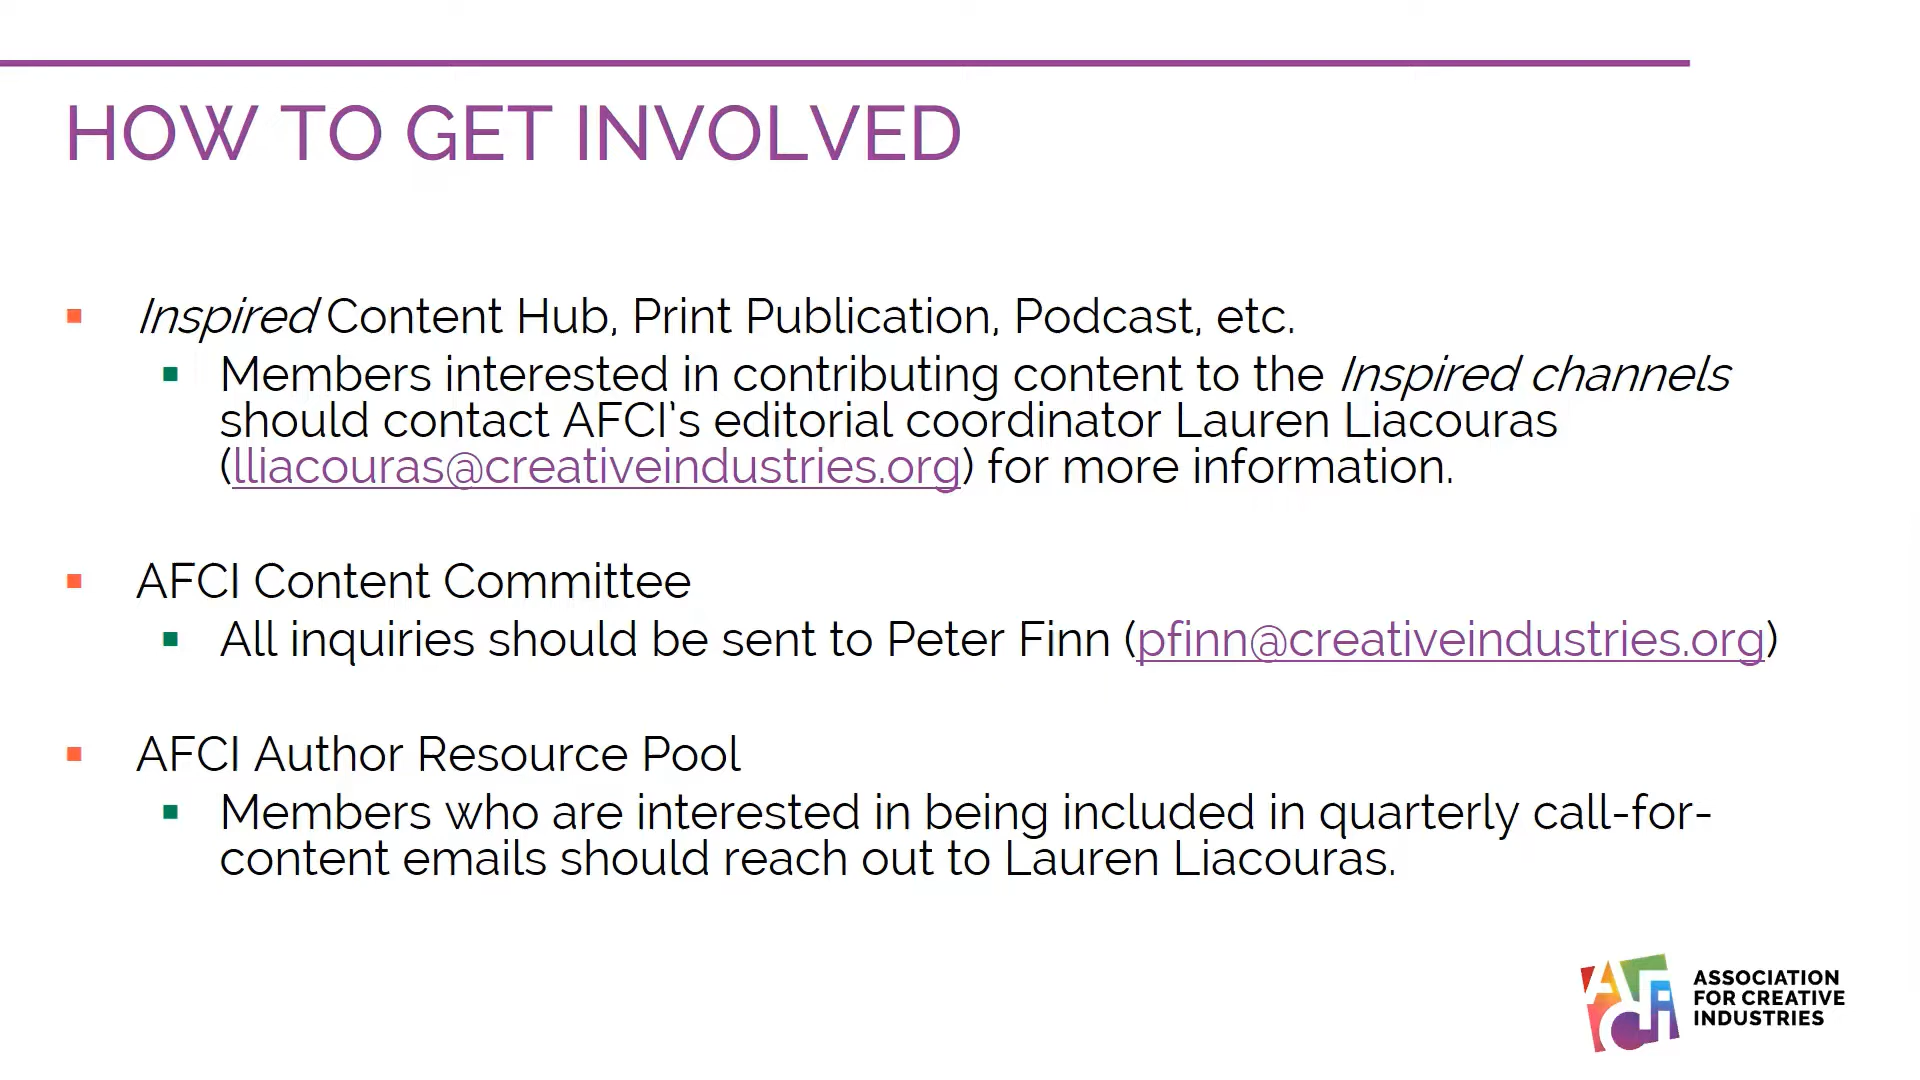 HOW TO GET INVOLVED
Inspired Content Hub, Print Publication, Podcast, etc.
Members interested in contributing content to the Inspired channels
should contact AFCI's editorial coordinator Lauren Liacouras
(lliacouras@creativeindustries.org) for more information.
AFCI Content Committee
All inquiries should be sent to Peter Finn (pfinn@creativeindustries.org)
AFCI Author Resource Pool
Members who are interested in being included in quarterly call-for-
content emails should reach out to Lauren Liacouras.
AFCi
ASSOCIATION
FOR CREATIVE
INDUSTRIES